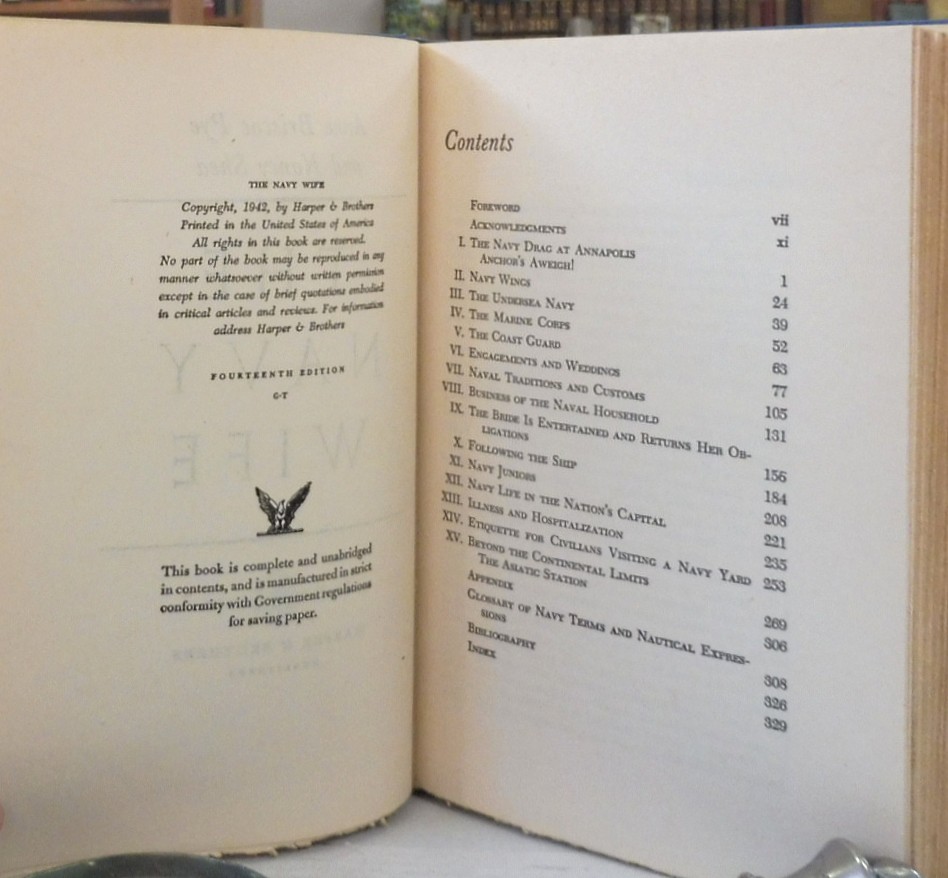 THE NAVY WIFE
Copyright, 1942, by Harper & Brothers
Printed in the United States of America
All rights in this book are reserved.
No part of the book may be reproduced in any
manner whatsoever without written permission
except in the case of brief quotations embodied
in critical articles and reviews. For information
address Harper & Brothers
FOURTEENTH EDITION
G-T
This book is complete and unabridged
in contents, and is manufactured in strict
conformity with Government regulations
for saving paper.
Contents
FOREWORD vii
ACKNOWLEDGMENTS xi
I. THE NAVY DRAG AT ANNAPOLIS
ANCHOR'S AWEIGH! 1
II. NAVY WINGS 24
III. THE UNDERSEA NAVY 39
IV. THE MARINE CORPS 52
V. THE COAST GUARD 63
VI. ENGAGEMENTS AND WEDDINGS 77
VII. NAVAL TRADITIONS AND CUSTOMS 105
VIII. BUSINESS OF THE NAVAL HOUSEHOLD 131
IX. THE BRIDE IS ENTERTAINED AND RETURNS HER OB-
LIGATIONS 156
X. FOLLOWING THE SHIP 184
XI. NAVY JUNIORS 208
XII. NAVY LIFE IN THE NATION'S CAPITAL 221
XIII. ILLNESS AND HOSPITALIZATION 235
XIV. ETIQUETTE FOR CIVILIANS VISITING A NAVY YARD 253
XV. BEYOND THE CONTINENTAL LIMITS
THE ASIATIC STATION 269
APPENDIX 306
GLOSSARY OF NAVY TERMS AND NAUTICAL EXPRES-
SIONS 308
BIBLIOGRAPHY 326
INDEX 329